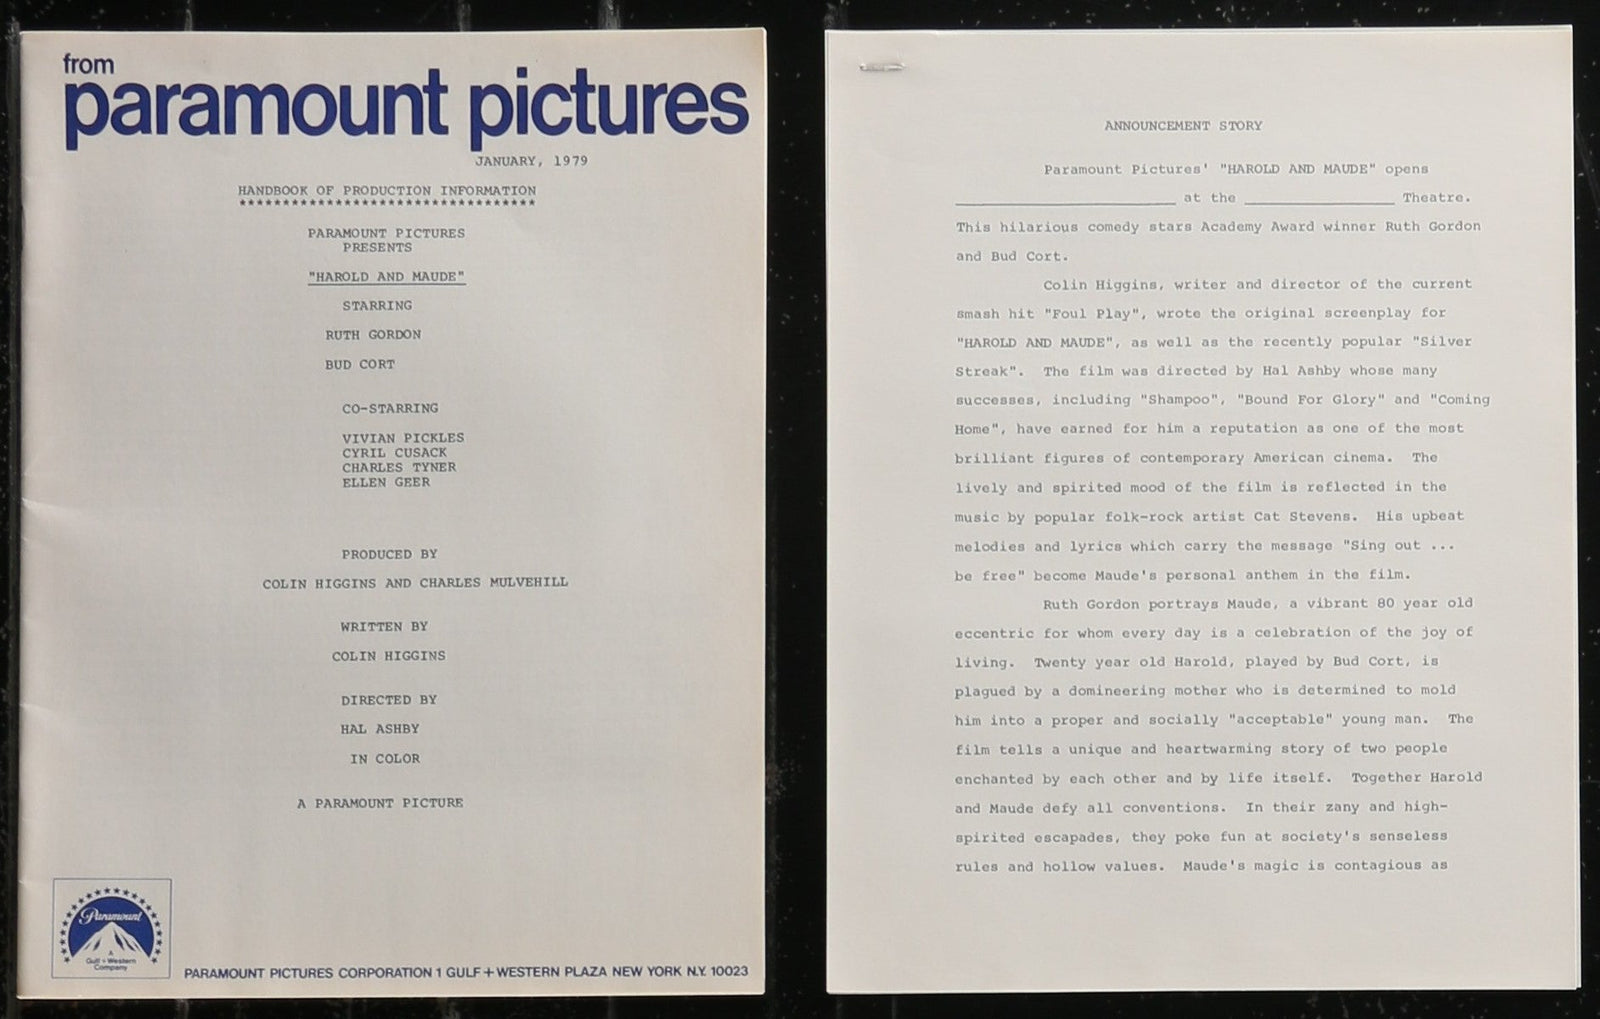 from
paramount pictures
JANUARY, 1979
HANDBOOK OF PRODUCTION INFORMATION
**********************************
PARAMOUNT PICTURES
PRESENTS
"HAROLD AND MAUDE"
STARRING
RUTH GORDON
BUD CORT
CO-STARRING
VIVIAN PICKLES
CYRIL CUSACK
CHARLES TYNER
ELLEN GEER
PRODUCED BY
COLIN HIGGINS AND CHARLES MULVEHILL
WRITTEN BY
COLIN HIGGINS
DIRECTED BY
HAL ASHBY
IN COLOR
A PARAMOUNT PICTURE
Paramount
A
Gulf + Western
Company
PARAMOUNT PICTURES CORPORATION 1 GULF + WESTERN PLAZA NEW YORK N.Y. 10023
ANNOUNCEMENT STORY
Paramount Pictures' "HAROLD AND MAUDE" opens
_________________________ at the _________________ Theatre.
This hilarious comedy stars Academy Award winner Ruth Gordon
and Bud Cort.
Colin Higgins, writer and director of the current
smash hit "Foul Play", wrote the original screenplay for
"HAROLD AND MAUDE", as well as the recently popular "Silver
Streak". The film was directed by Hal Ashby whose many
successes, including "Shampoo", "Bound For Glory" and "Coming
Home", have earned for him a reputation as one of the most
brilliant figures of contemporary American cinema. The
lively and spirited mood of the film is reflected in the
music by popular folk-rock artist Cat Stevens. His upbeat
melodies and lyrics which carry the message "Sing out ...
be free" become Maude's personal anthem in the film.
Ruth Gordon portrays Maude, a vibrant 80 year old
eccentric for whom every day is a celebration of the joy of
living. Twenty year old Harold, played by Bud Cort, is
plagued by a domineering mother who is determined to mold
him into a proper and socially "acceptable" young man. The
film tells a unique and heartwarming story of two people
enchanted by each other and by life itself. Together Harold
and Maude defy all conventions. In their zany and high-
spirited escapades, they poke fun at society's senseless
rules and hollow values. Maude's magic is contagious as